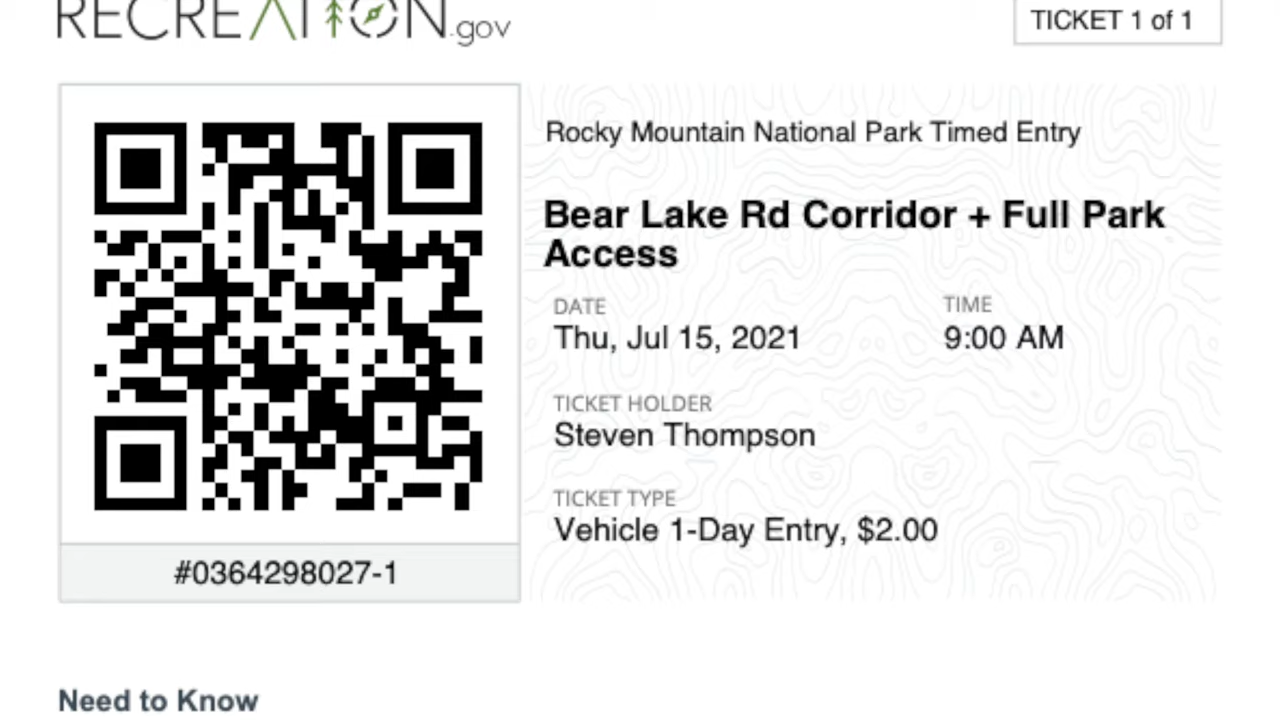 RECREATION.gov
TICKET 1 of 1
Rocky Mountain National Park Timed Entry
Bear Lake Rd Corridor + Full Park
Access
DATE
TIME
Thu, Jul 15, 2021
9:00 AM
TICKET HOLDER
Steven Thompson
TICKET TYPE
Vehicle 1-Day Entry, $2.00
#0364298027-1
Need to Know